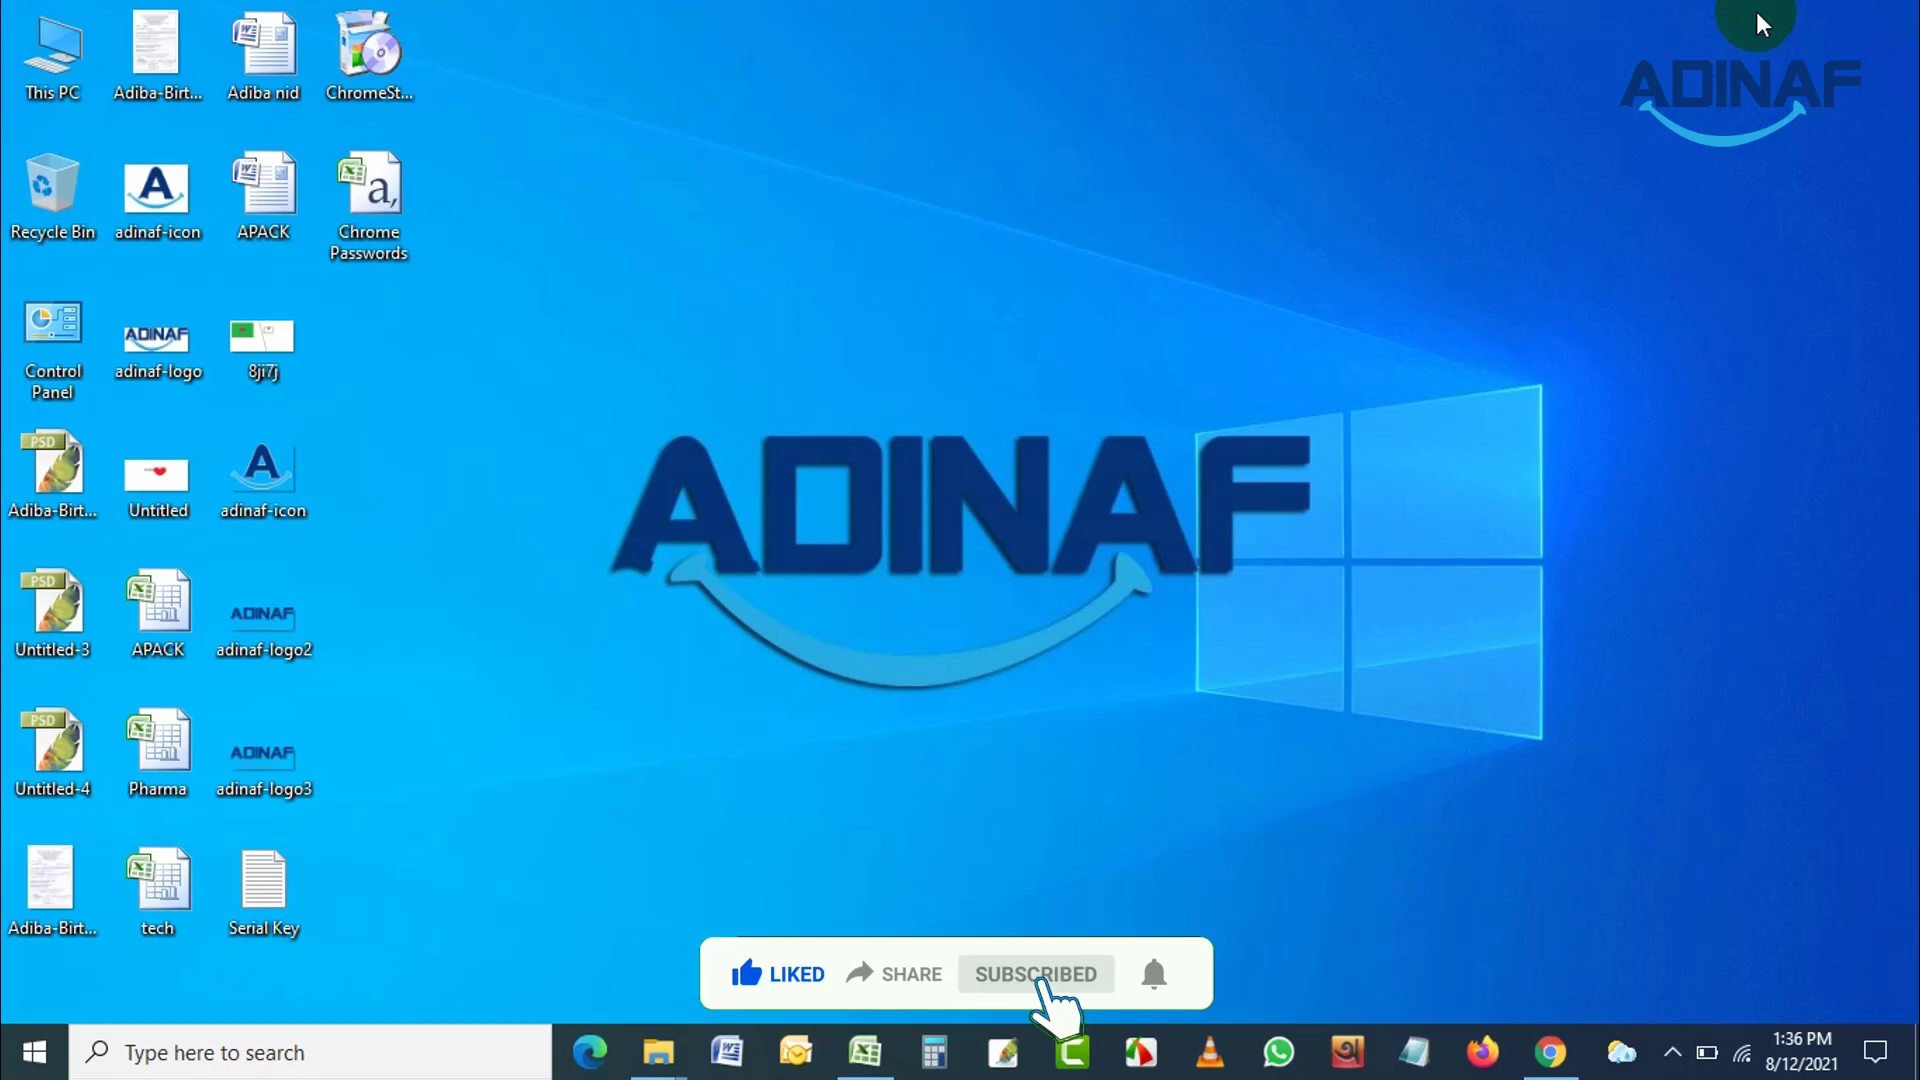 This PC
Adiba-Birt...
Adiba nid
ChromeSt...
ADINAF
Recycle Bin
A
adinaf-icon
APACK
a,
Chrome
Passwords
Control
Panel
ADINAF
adinaf-logo
8ji7j
PSD
Adiba-Birt...
Untitled
A
adinaf-icon
ADINAF
PSD
Untitled-3
APACK
ADINAF
adinaf-logo2
PSD
Untitled-4
Pharma
ADINAF
adinaf-logo3
Adiba-Birt...
tech
Serial Key
LIKED
SHARE
SUBSCRIBED
Type here to search
1:36 PM
8/12/2021